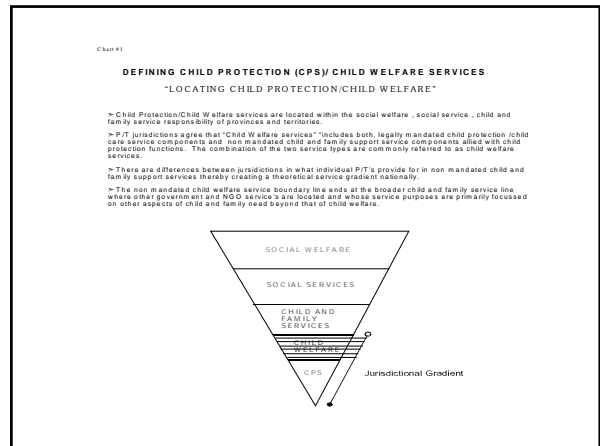 Chart #1
DEFINING CHILD PROTECTION (CPS)/ CHILD WELFARE SERVICES
“LOCATING CHILD PROTECTION/CHILD WELFARE”
➣ Child Protection/Child Welfare , services are located within the social welfare , social service , child and
family service responsibility of provinces and territories.
➣ P/T jurisdictions agree that “Child Welfare services” “includes both, legally mandated child protection /child
care service components and non mandated child and family support service components allied with child
protection functions. The combination of the two service types are commonly referred to as child welfare
services.
➣ There are differences between jursidictions in what individual P/T's provide for in non mandated child and
family support services thereby creating a theoretical service gradient nationally.
➣ The non mandated child welfare service boundary line ends at the broader child and family service line
where other government and NGO service's are located and whose service purposes are primarily focussed
on other aspects of child and family need beyond that of child welfare.
SOCIAL WELFARE
SOCIAL SERVICES
CHILD AND
FAMILY
SERVICES
CHILD
WELFARE
CPS
Jurisdictional Gradient